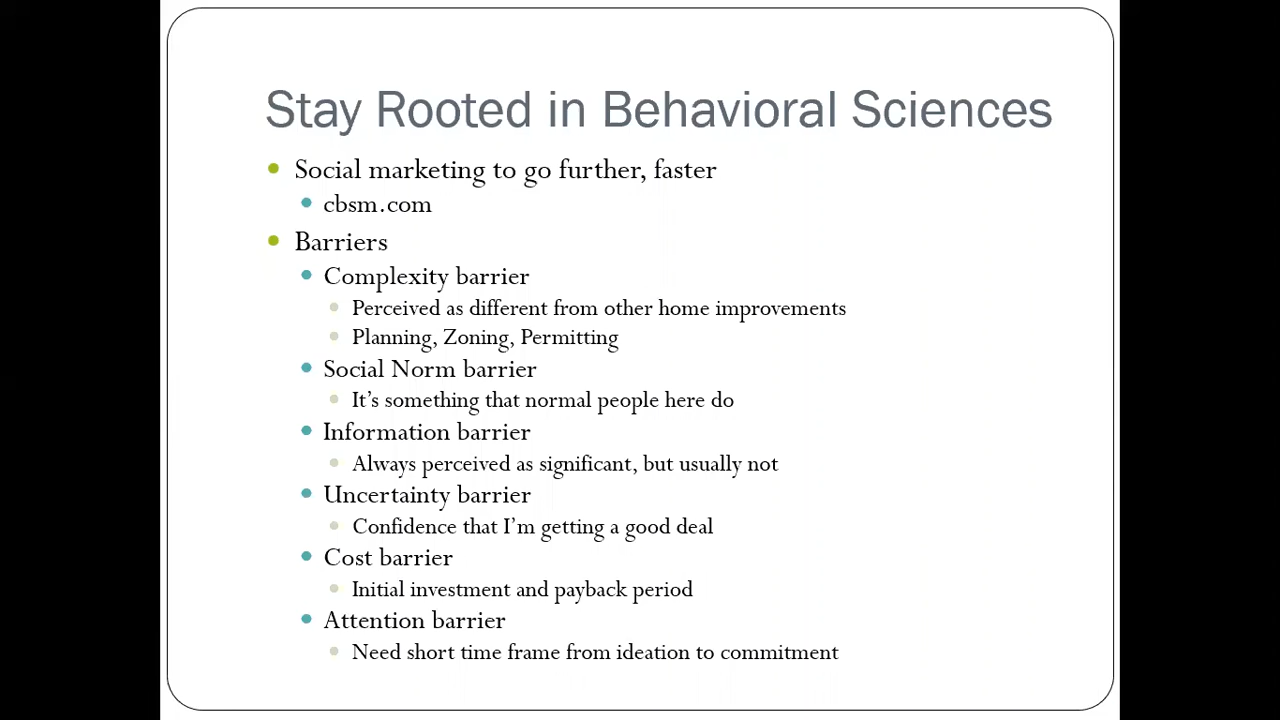 Stay Rooted in Behavioral Sciences
Social marketing to go further, faster
cbsm.com
Barriers
Complexity barrier
Perceived as different from other home improvements
Planning, Zoning, Permitting
Social Norm barrier
It's something that normal people here do
Information barrier
Always perceived as significant, but usually not
Uncertainty barrier
Confidence that I'm getting a good deal
Cost barrier
Initial investment and payback period
Attention barrier
Need short time frame from ideation to commitment